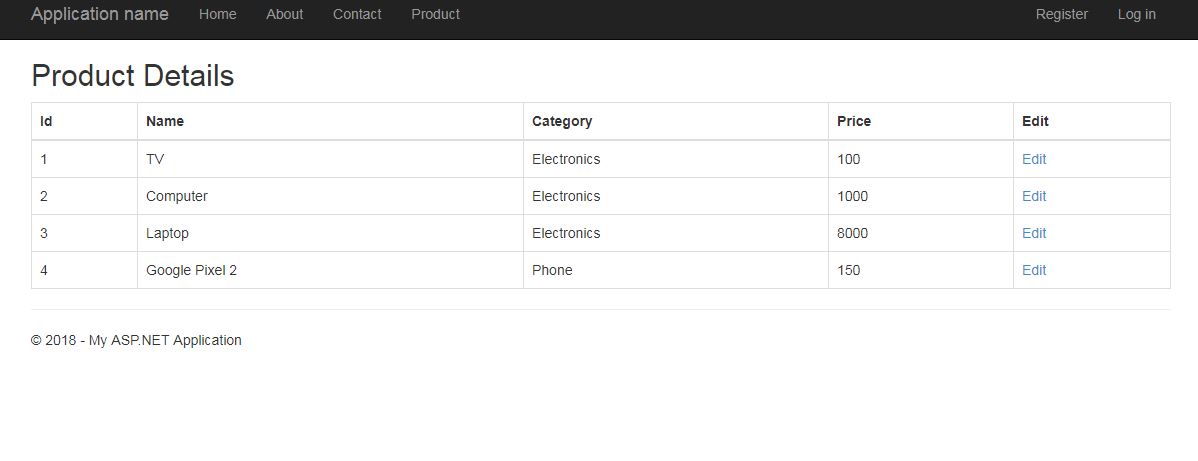 Application name Home About Contact Product Register Log in
Product Details
Id Name Category Price Edit
1 TV Electronics 100 Edit
2 Computer Electronics 1000 Edit
3 Laptop Electronics 8000 Edit
4 Google Pixel 2 Phone 150 Edit
© 2018 - My ASP.NET Application